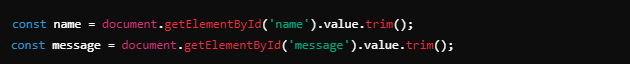 const name = document.getElementById('name').value.trim();
const message = document.getElementById('message').value.trim();